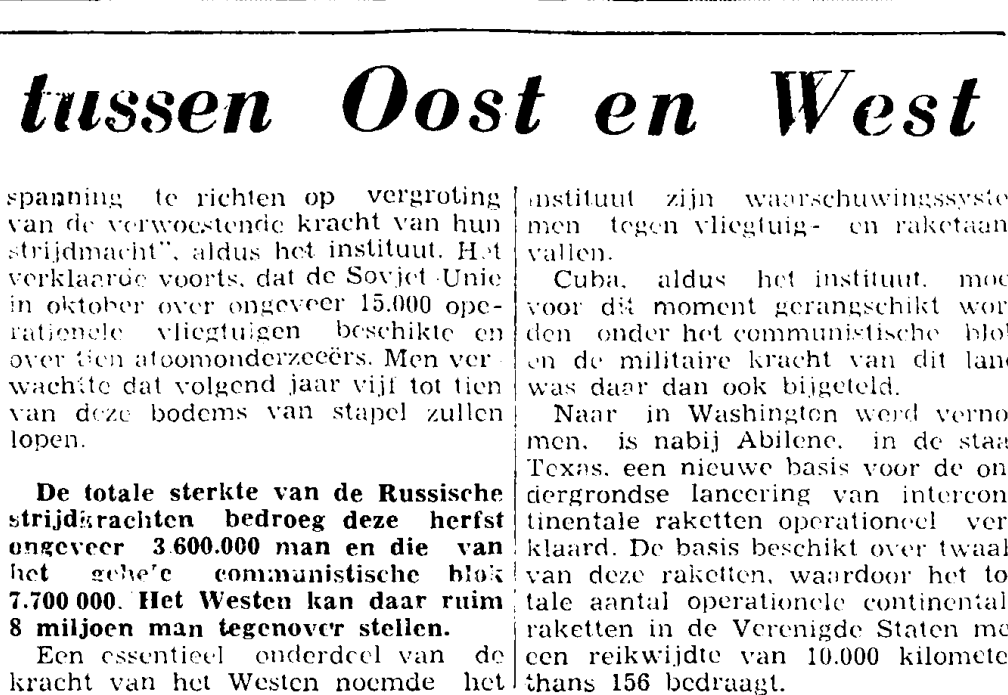 tussen Oost en West
spanning te richten op vergroting
van de verwoestende kracht van hun
strijdmacht", aldus het instituut. Het
verklaarde voorts, dat de Sovjet-Unie
in oktober over ongeveer 15.000 ope-
rationele vliegtuigen beschikte en
over tien atoomonderzeeërs. Men ver-
wachtte dat volgend jaar vijf tot tien
van deze bodems van stapel zullen
lopen.
De totale sterkte van de Russische
strijdkrachten bedroeg deze herfst
ongeveer 3.600.000 man en die van
het gehele communistische blok
7.700 000. Het Westen kan daar ruim
8 miljoen man tegenover stellen.
Een essentieel onderdeel van de
kracht van het Westen noemde het
instituut zijn waarschuwingssyste
men tegen vliegtuig- en raketaan
vallen.
Cuba, aldus het instituut, moe
voor dit moment gerangschikt wor
den onder het communistische blo
en de militaire kracht van dit lan
was daar dan ook bijgeteld.
Naar in Washington werd verno
men, is nabij Abilene, in de staa
Texas, een nieuwe basis voor de on
dergrondse lancering van intercon
tinentale raketten operationeel ver
klaard. De basis beschikt over twaal
van deze raketten, waardoor het to
tale aantal operationele continental
raketten in de Verenigde Staten me
een reikwijdte van 10.000 kilomete
thans 156 bedraagt.